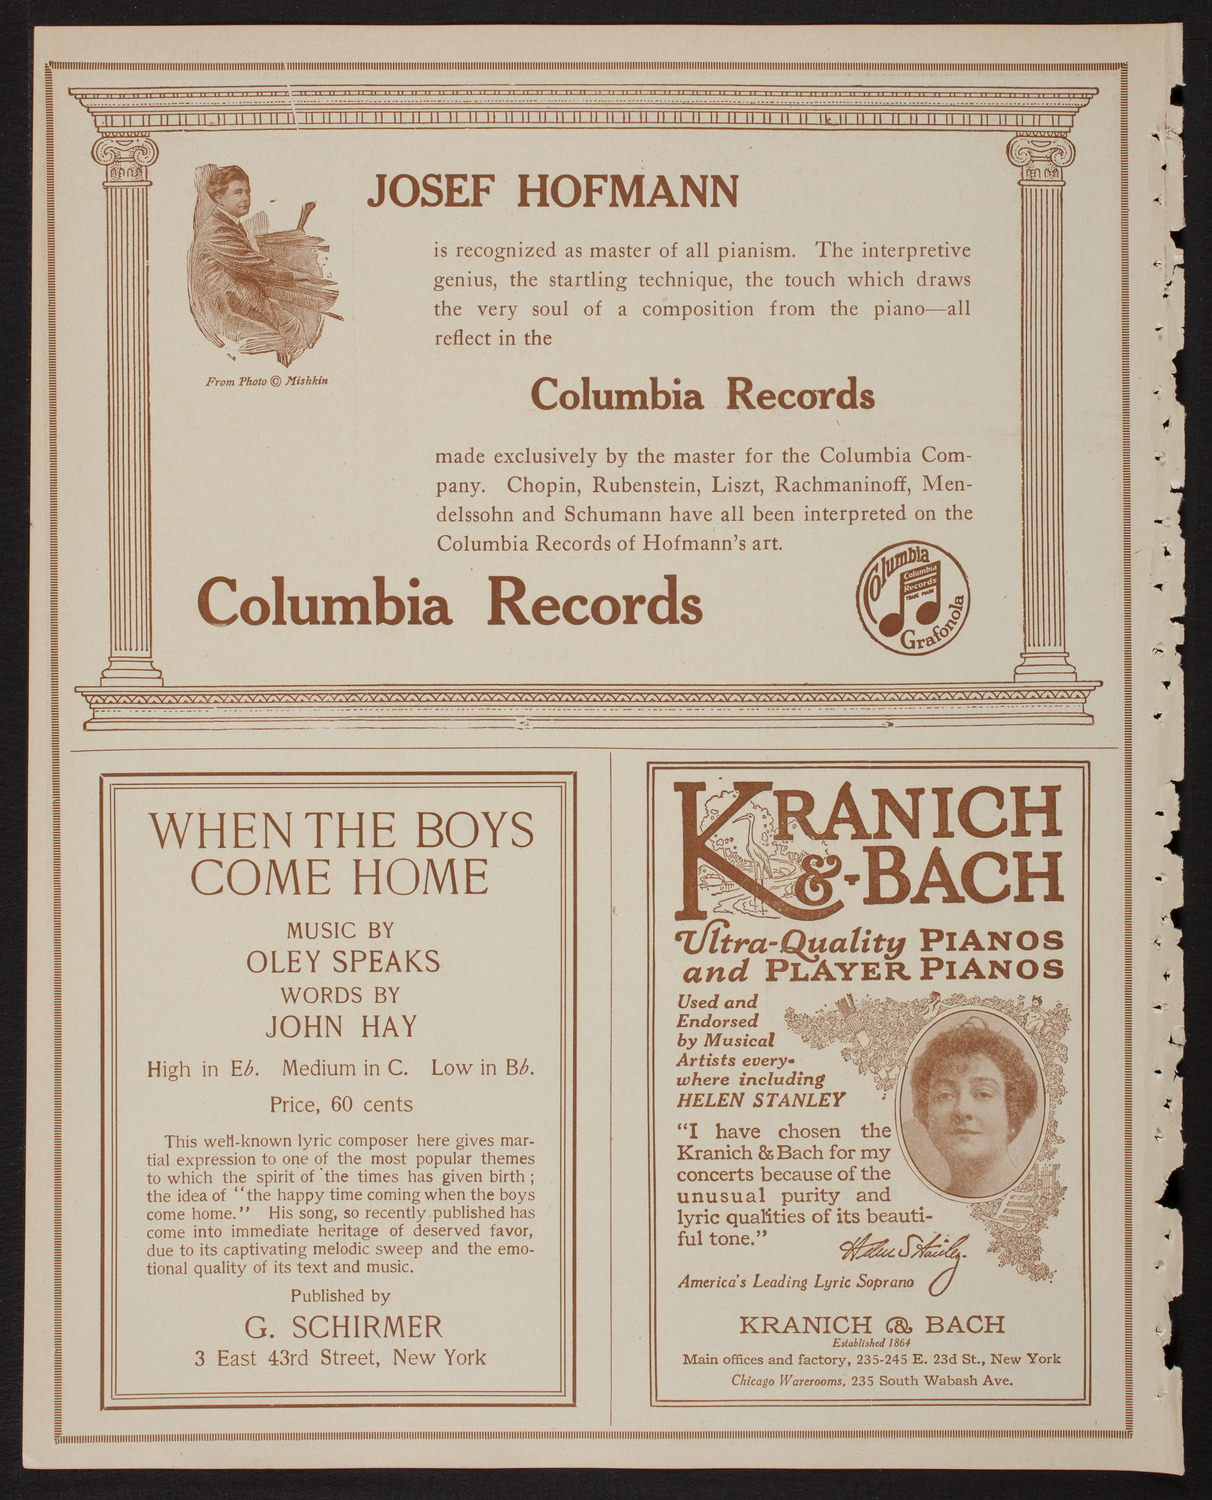 JOSEF HOFMANN
is recognized as master of all pianism. The interpretive
genius, the startling technique, the touch which draws
the very soul of a composition from the piano—all
reflect in the
From Photo © Mishkin
Columbia Records
made exclusively by the master for the Columbia Com-
pany. Chopin, Rubenstein, Liszt, Rachmaninoff, Men-
delssohn and Schumann have all been interpreted on the
Columbia Records of Hofmann's art.
Columbia Records
Columbia
Columbia
Records
TRADE MARK
Grafonola
WHEN THE BOYS
COME HOME
MUSIC BY
OLEY SPEAKS
WORDS BY
JOHN HAY
High in E♭. Medium in C. Low in B♭.
Price, 60 cents
This well-known lyric composer here gives mar-
tial expression to one of the most popular themes
to which the spirit of the times has given birth;
the idea of "the happy time coming when the boys
come home." His song, so recently published has
come into immediate heritage of deserved favor,
due to its captivating melodic sweep and the emo-
tional quality of its text and music.
Published by
G. SCHIRMER
3 East 43rd Street, New York
KRANICH
&-BACH
Ultra-Quality PIANOS
and PLAYER PIANOS
Used and
Endorsed
by Musical
Artists every-
where including
HELEN STANLEY
"I have chosen the
Kranich & Bach for my
concerts because of the
unusual purity and
lyric qualities of its beauti-
ful tone."
Helen Stanley.
America's Leading Lyric Soprano
KRANICH & BACH
Established 1864
Main offices and factory, 235-245 E. 23d St., New York
Chicago Warerooms, 235 South Wabash Ave.